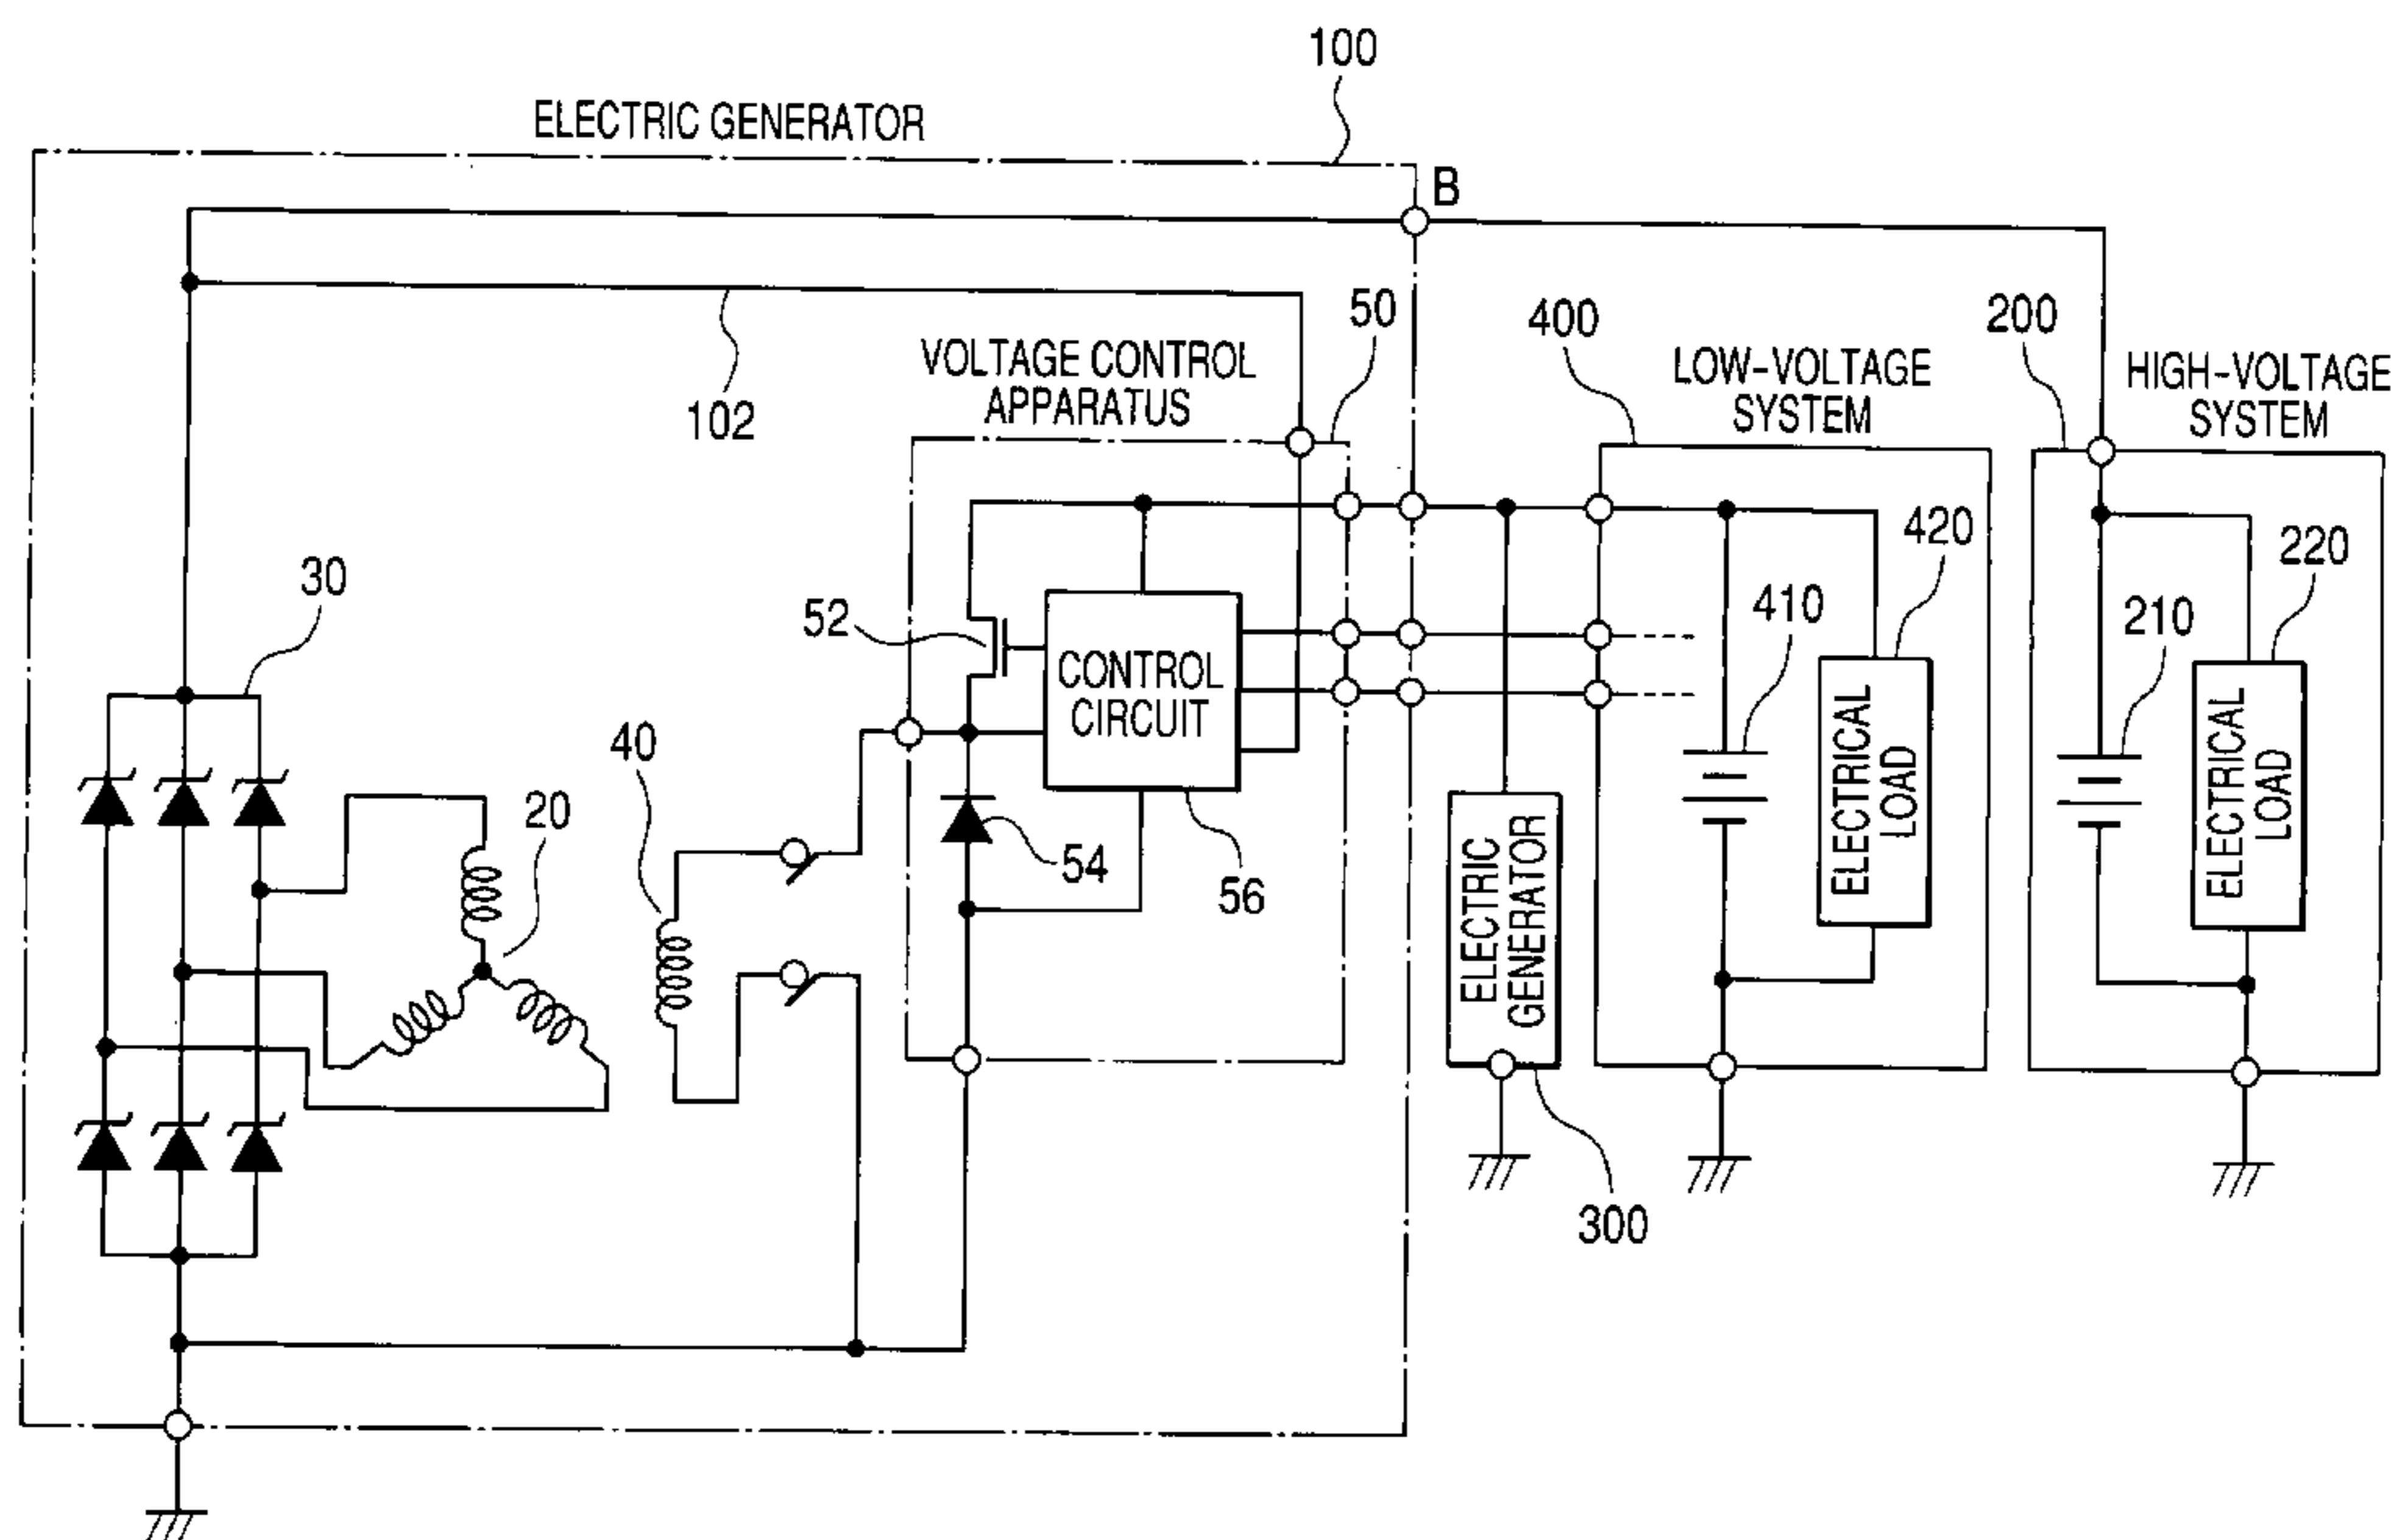 100
ELECTRIC GENERATOR
B
50
400
200
VOLTAGE CONTROL
APPARATUS
LOW-VOLTAGE
SYSTEM
HIGH-VOLTAGE
SYSTEM
102
30
52
CONTROL
CIRCUIT
410
420
210
220
40
20
54
56
ELECTRIC
GENERATOR
ELECTRICAL
LOAD
ELECTRICAL
LOAD
300